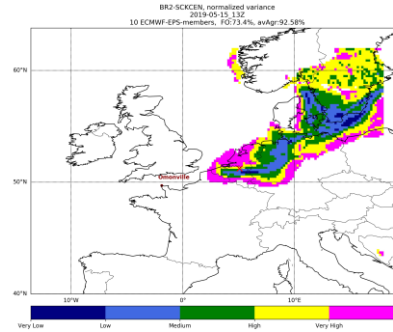 BR2-SCKCEN, normalized variance
2019-05-15_13Z
10 ECMWF-EPS-members, FO:73.4%, avAgr:92.58%
60°N
Omonville
50°N
40°N
10°W 0° 10°E
Very Low Low Medium High Very High